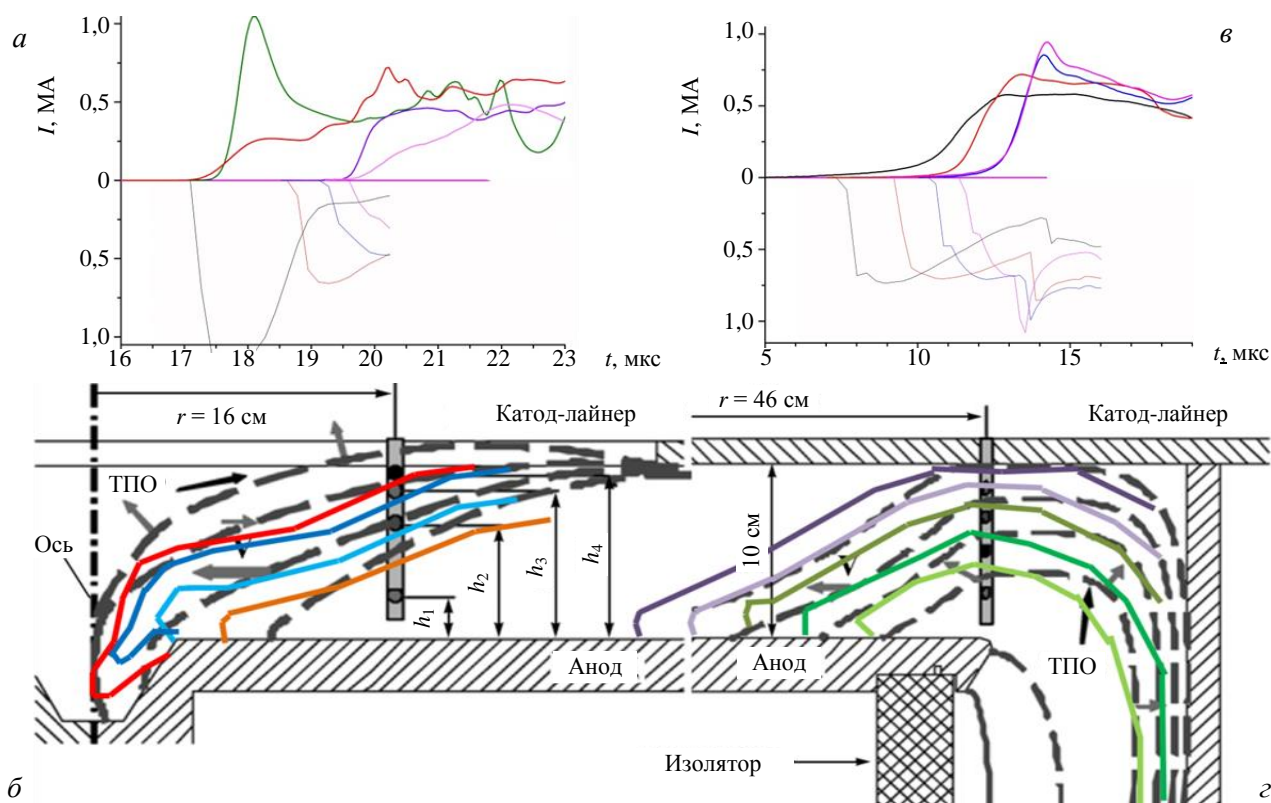 а
1,0
0,5
0
0,5
1,0
I, МА
16 17 18 19 20 21 22 23
t, мкс
в
1,0
0,5
0
0,5
1,0
I, МА
5 10 15
t, мкс
r = 16 см
Катод-лайнер
r = 46 см
Катод-лайнер
ТПО
Ось
h1
h2
h3
h4
10 см
Анод
Анод
ТПО
Изолятор
б
г